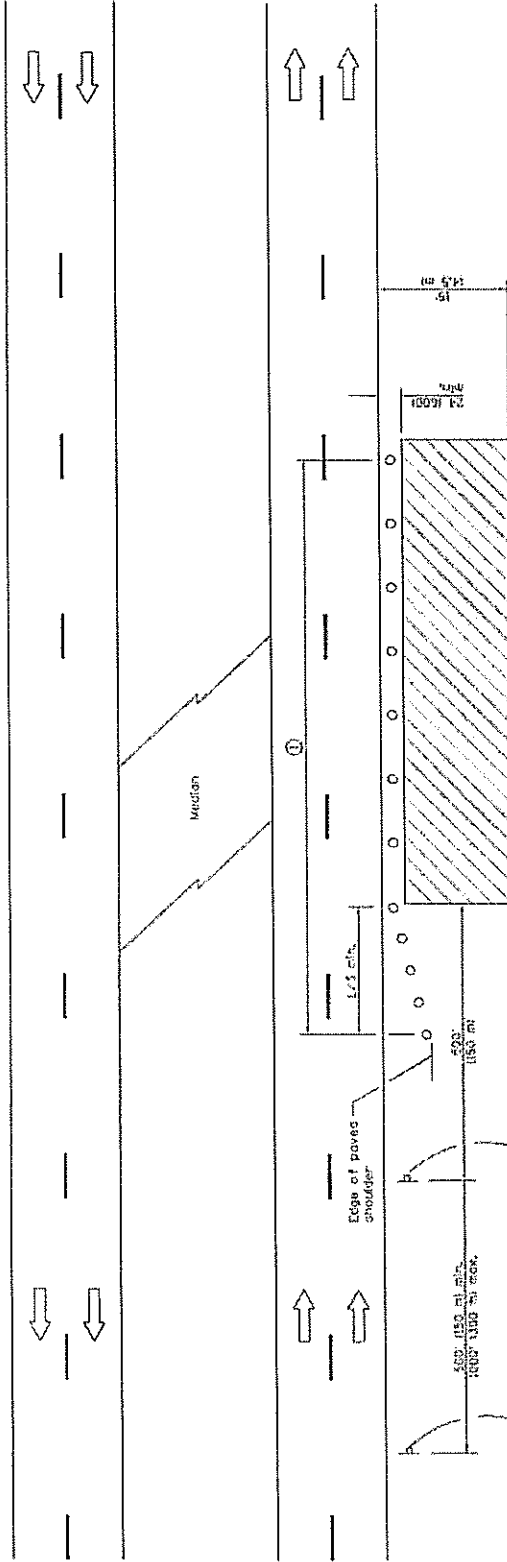 Median
①
L/3 min.
Edge of paved
shoulder
500'
(150 m)
500' (150 m) min.
1000' (300 m) max.
24 (600)
min.
15'
(4.5 m)